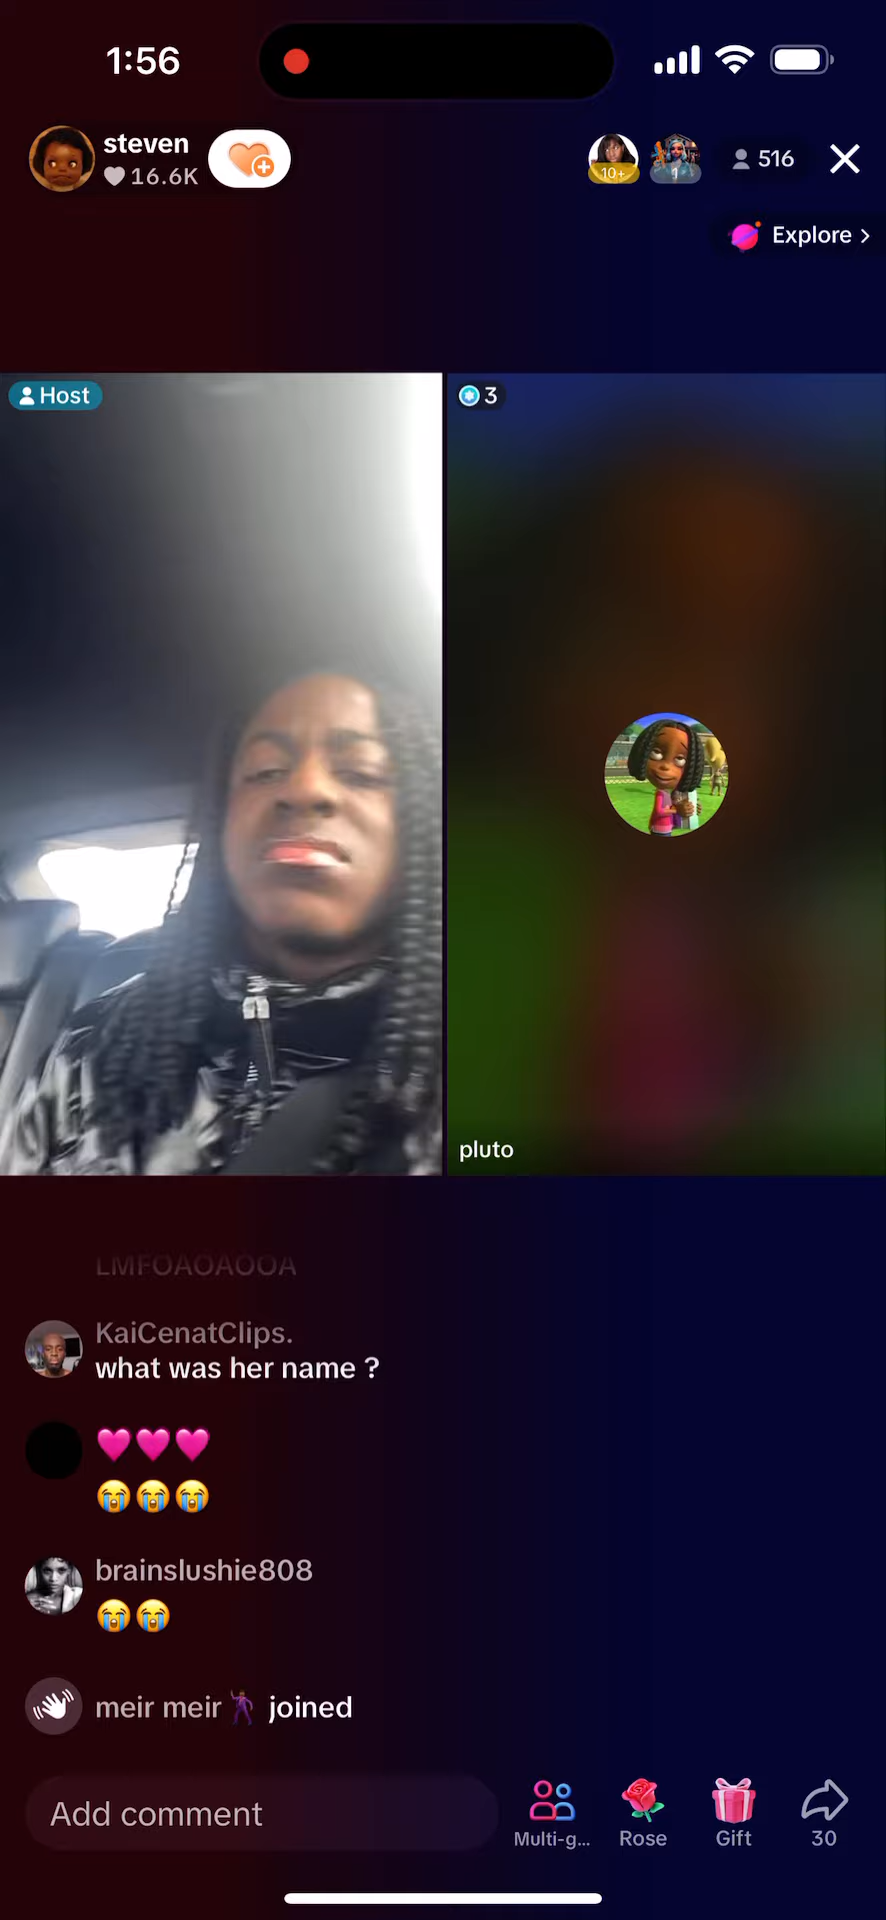 1:56
steven
16.6K
10+
1
516
Explore >
Host
3
pluto
LMFOAOAOOA
KaiCenatClips.
what was her name ?
🩷🩷🩷
😭😭😭
brainslushie808
😭😭
meir meir🕺🏿 joined
Add comment
Multi-g...
Rose
Gift
30